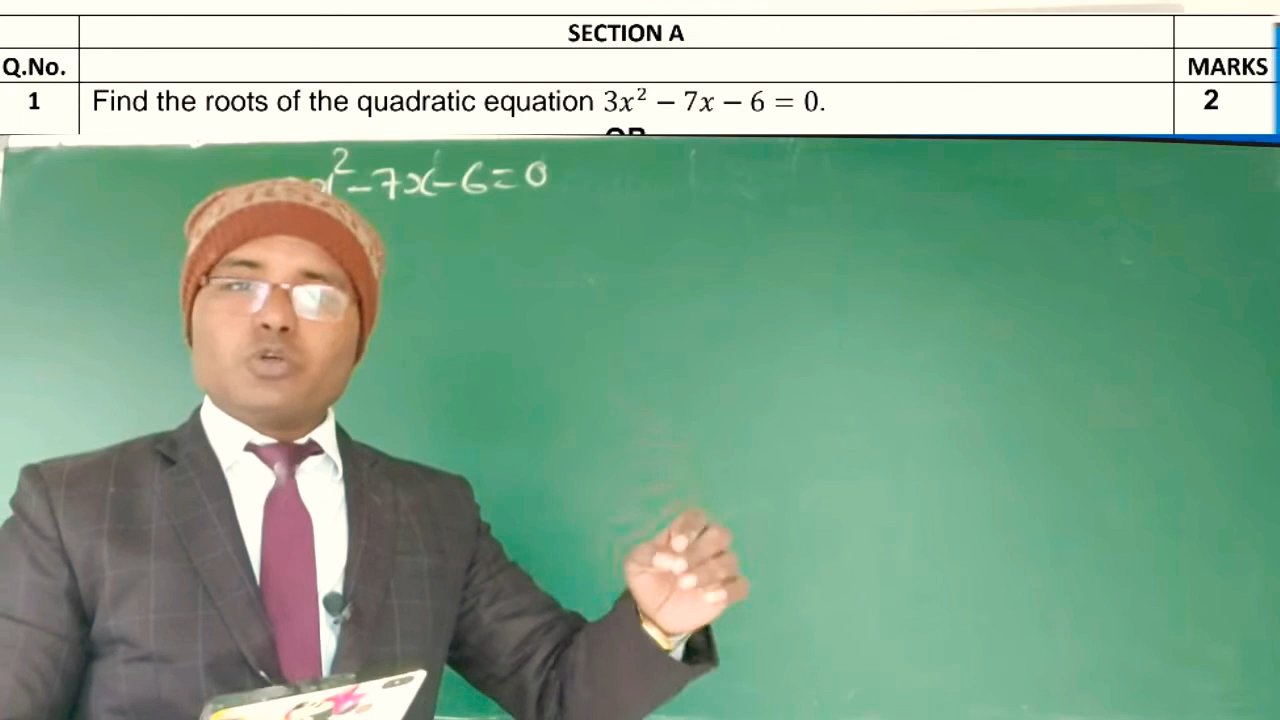 SECTION A
Q.No. MARKS
1 Find the roots of the quadratic equation 3x² − 7x − 6 = 0. 2
x² − 7x − 6 = 0